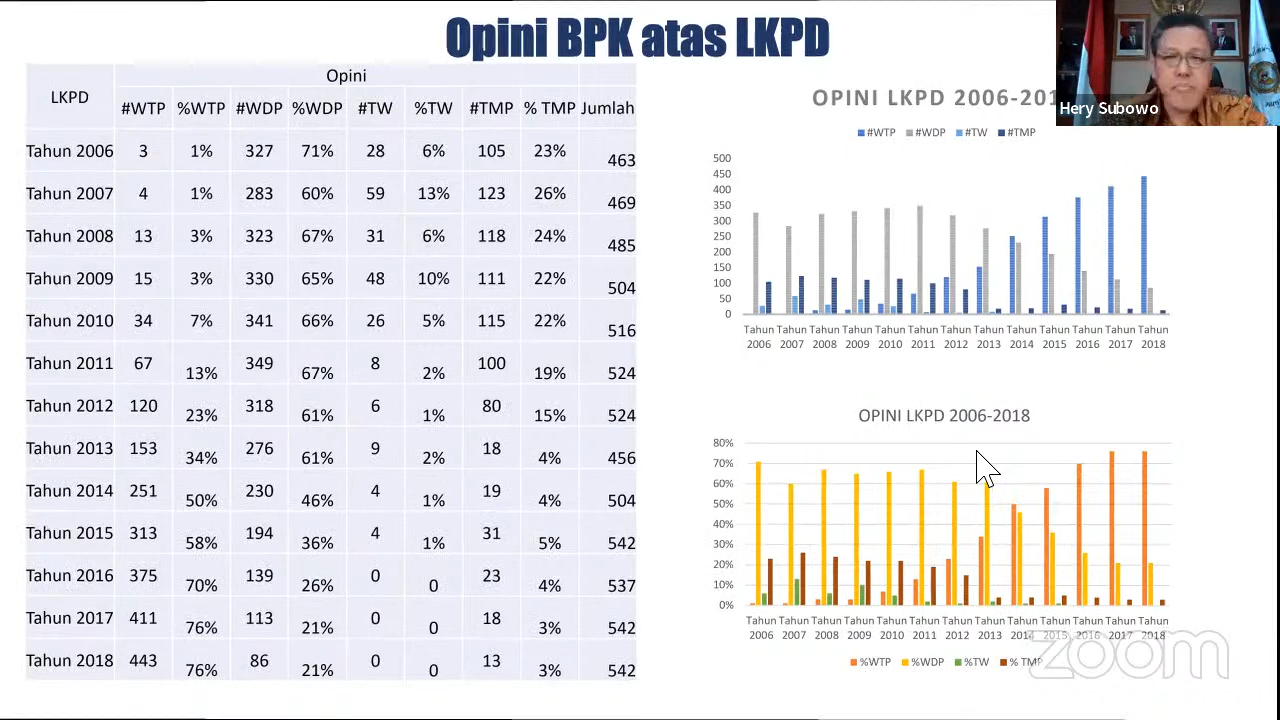 Opini BPK atas LKPD
Hery Subowo
LKPD Opini
#WTP %WTP #WDP %WDP #TW %TW #TMP % TMP Jumlah
Tahun 2006 3 1% 327 71% 28 6% 105 23% 463
Tahun 2007 4 1% 283 60% 59 13% 123 26% 469
Tahun 2008 13 3% 323 67% 31 6% 118 24% 485
Tahun 2009 15 3% 330 65% 48 10% 111 22% 504
Tahun 2010 34 7% 341 66% 26 5% 115 22% 516
Tahun 2011 67 13% 349 67% 8 2% 100 19% 524
Tahun 2012 120 23% 318 61% 6 1% 80 15% 524
Tahun 2013 153 34% 276 61% 9 2% 18 4% 456
Tahun 2014 251 50% 230 46% 4 1% 19 4% 504
Tahun 2015 313 58% 194 36% 4 1% 31 5% 542
Tahun 2016 375 70% 139 26% 0 0 23 4% 537
Tahun 2017 411 76% 113 21% 0 0 18 3% 542
Tahun 2018 443 76% 86 21% 0 0 13 3% 542
OPINI LKPD 2006-201
#WTP #WDP #TW #TMP
500
450
400
350
300
250
200
150
100
50
0
Tahun Tahun Tahun Tahun Tahun Tahun Tahun Tahun Tahun Tahun Tahun Tahun Tahun
2006 2007 2008 2009 2010 2011 2012 2013 2014 2015 2016 2017 2018
OPINI LKPD 2006-2018
80%
70%
60%
50%
40%
30%
20%
10%
0%
Tahun Tahun Tahun Tahun Tahun Tahun Tahun Tahun Tahun Tahun Tahun Tahun Tahun
2006 2007 2008 2009 2010 2011 2012 2013 2014 2015 2016 2017 2018
%WTP %WDP %TW % TMP
zoom